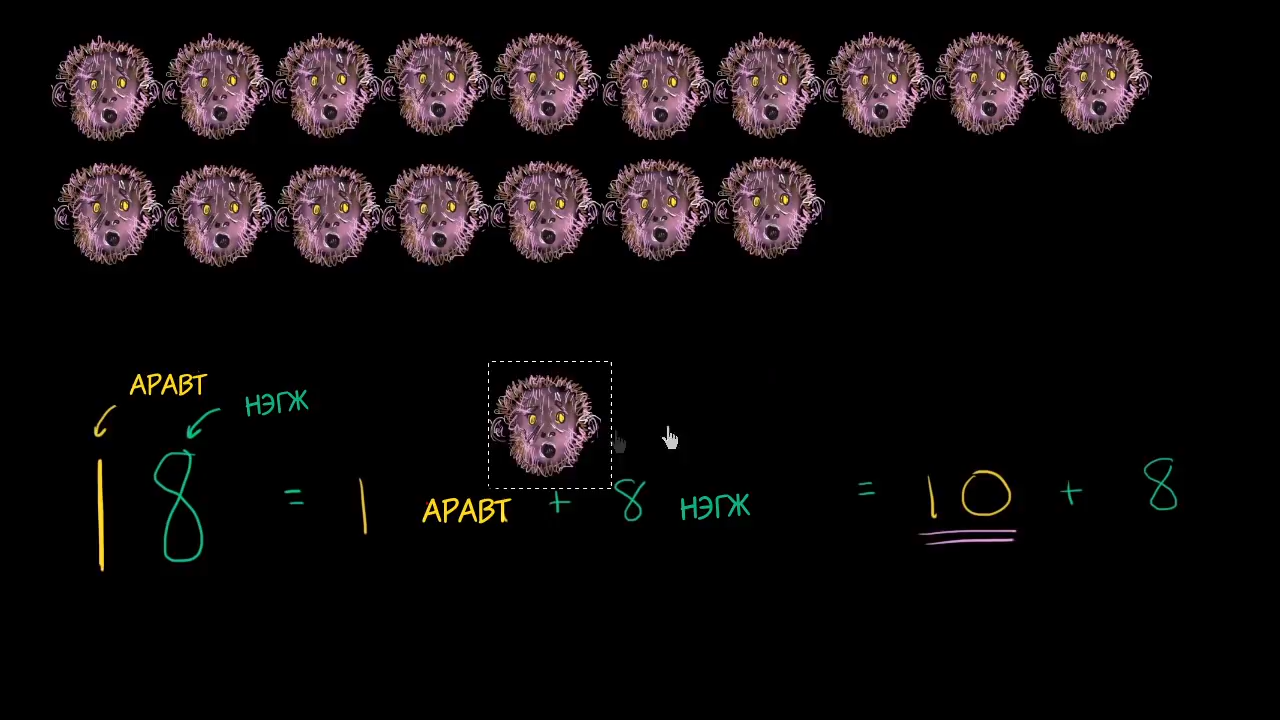 АРАВТ
НЭГЖ
18 = 1 АРАВТ + 8 НЭГЖ = 10 + 8